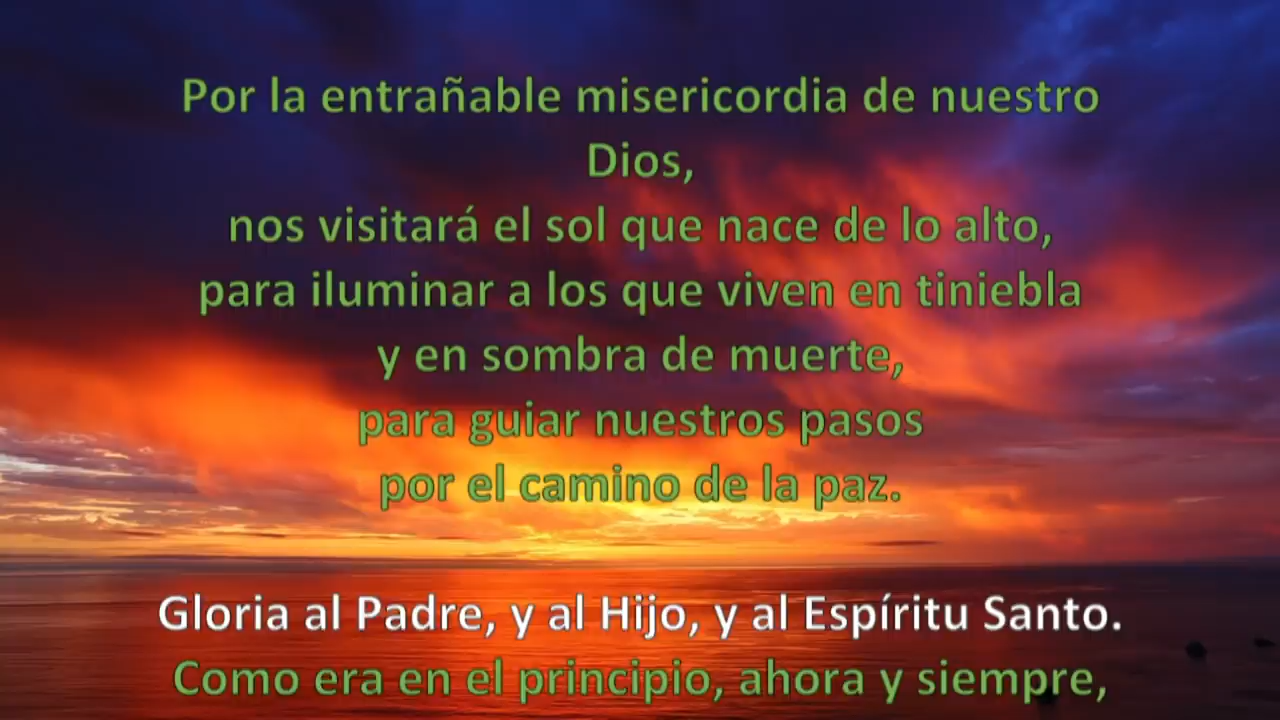 Por la entrañable misericordia de nuestro
Dios,
nos visitará el sol que nace de lo alto,
para iluminar a los que viven en tiniebla
y en sombra de muerte,
para guiar nuestros pasos
por el camino de la paz.
Gloria al Padre, y al Hijo, y al Espíritu Santo.
Como era en el principio, ahora y siempre,